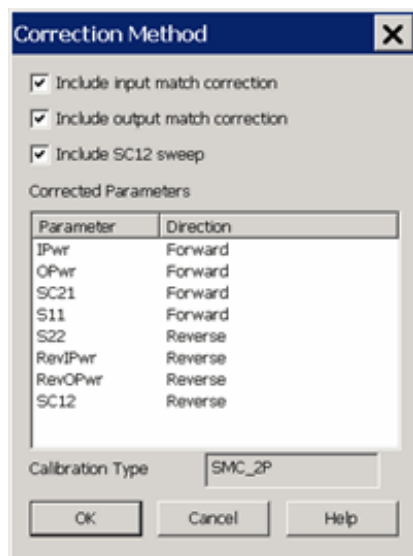 Correction Method
Include input match correction
Include output match correction
Include SC12 sweep
Corrected Parameters
Parameter Direction
IPwr Forward
OPwr Forward
SC21 Forward
S11 Forward
S22 Reverse
RevIPwr Reverse
RevOPwr Reverse
SC12 Reverse
Calibration Type SMC_2P
OK Cancel Help